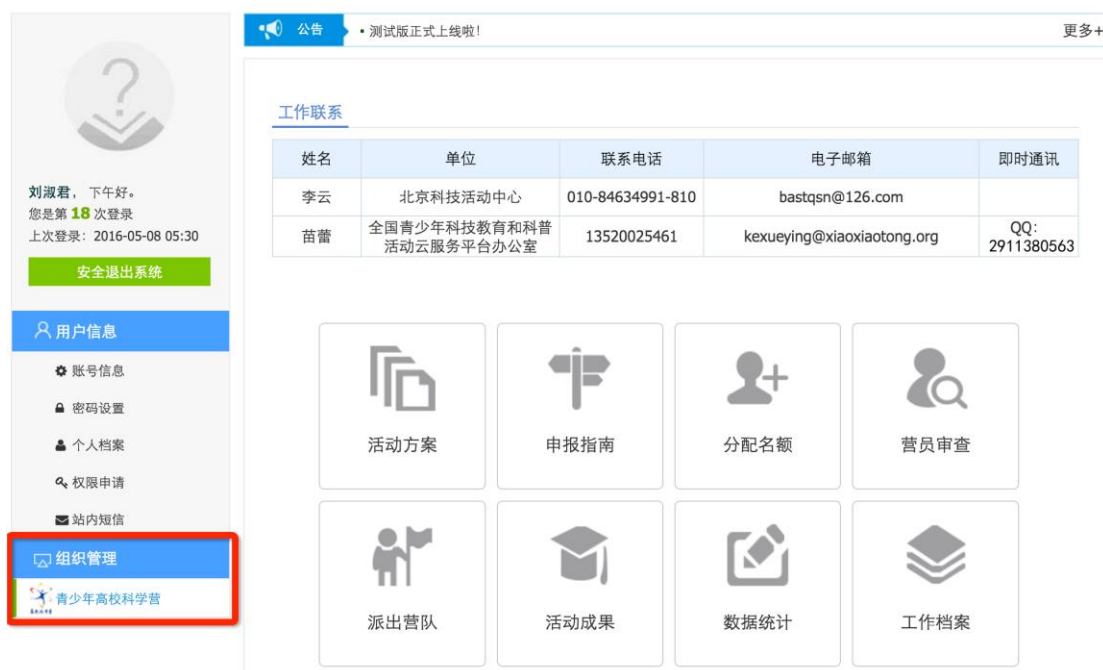 公告
• 测试版正式上线啦!
更多+
刘淑君, 下午好。
您是第 18 次登录
上次登录: 2016-05-08 05:30
安全退出系统
用户信息
账号信息
密码设置
个人档案
权限申请
站内短信
组织管理
青少年高校科学营
工作联系
姓名 单位 联系电话 电子邮箱 即时通讯
李云 北京科技活动中心 010-84634991-810 bastqsn@126.com
苗蕾 全国青少年科技教育和科普活动云服务平台办公室 13520025461 kexueying@xiaoxiaotong.org QQ: 2911380563
活动方案 申报指南 分配名额 营员审查
派出营队 活动成果 数据统计 工作档案